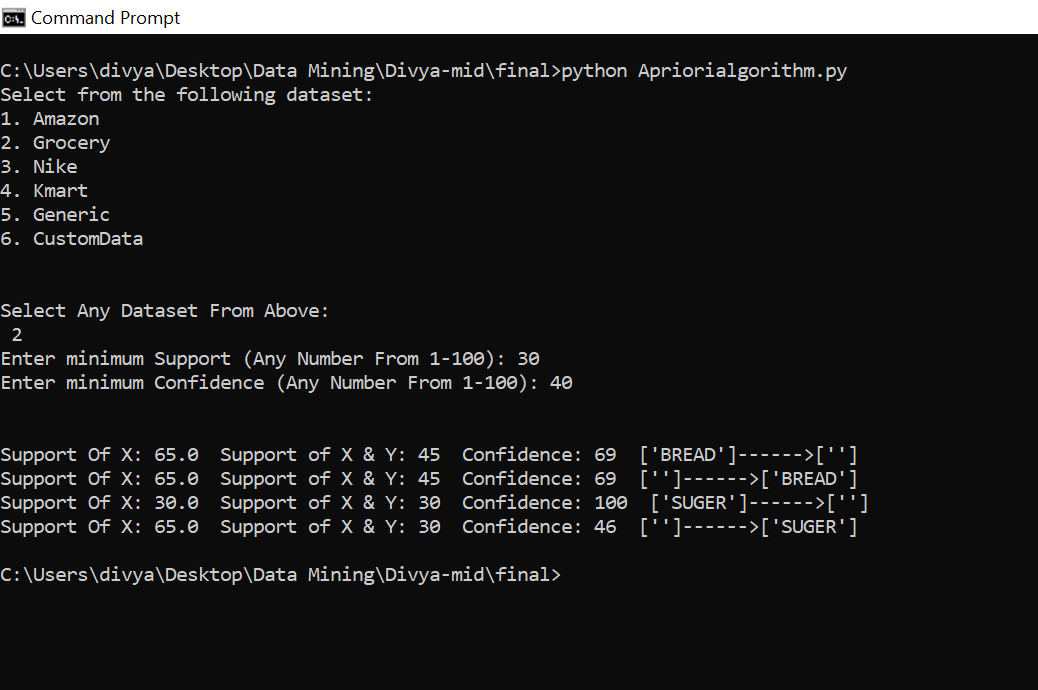 Command Prompt
C:\Users\divya\Desktop\Data Mining\Divya-mid\final>python Apriorialgorithm.py
Select from the following dataset:
1. Amazon
2. Grocery
3. Nike
4. Kmart
5. Generic
6. CustomData
Select Any Dataset From Above:
2
Enter minimum Support (Any Number From 1-100): 30
Enter minimum Confidence (Any Number From 1-100): 40
Support Of X: 65.0  Support of X & Y: 45  Confidence: 69  ['BREAD']------>['']
Support Of X: 65.0  Support of X & Y: 45  Confidence: 69  ['']------>['BREAD']
Support Of X: 30.0  Support of X & Y: 30  Confidence: 100  ['SUGER']------>['']
Support Of X: 65.0  Support of X & Y: 30  Confidence: 46  ['']------>['SUGER']
C:\Users\divya\Desktop\Data Mining\Divya-mid\final>